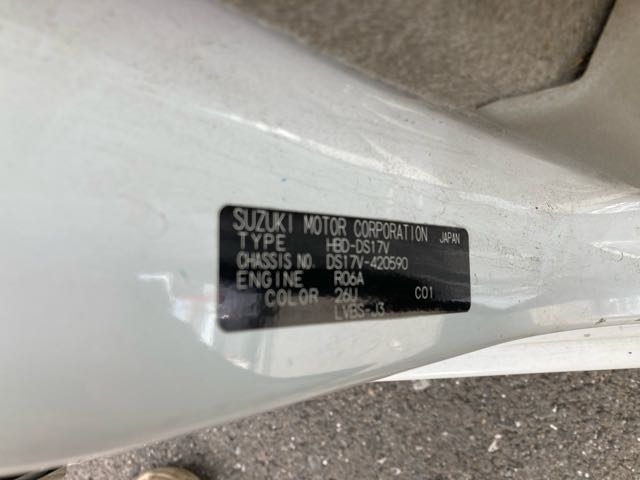 SUZUKI MOTOR CORPORATION JAPAN
TYPE HBD-DS17V
CHASSIS NO. DS17V-420590
ENGINE R06A
COLOR 26U C01
LVBS-J3